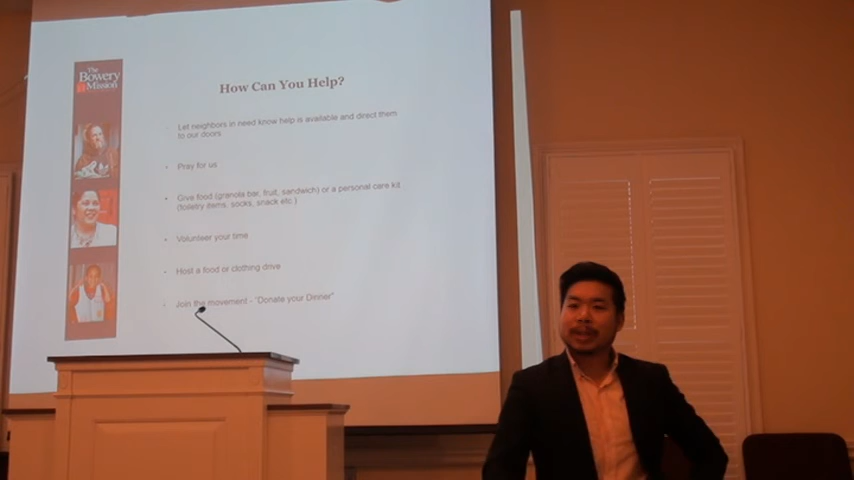 The
Bowery
Mission
How Can You Help?
Let neighbors in need know help is available and direct them
to our doors
Pray for us
Give food (granola bar, fruit, sandwich) or a personal care kit
(toiletry items, socks, snack etc.)
Volunteer your time
Host a food or clothing drive
Join the movement - "Donate your Dinner"